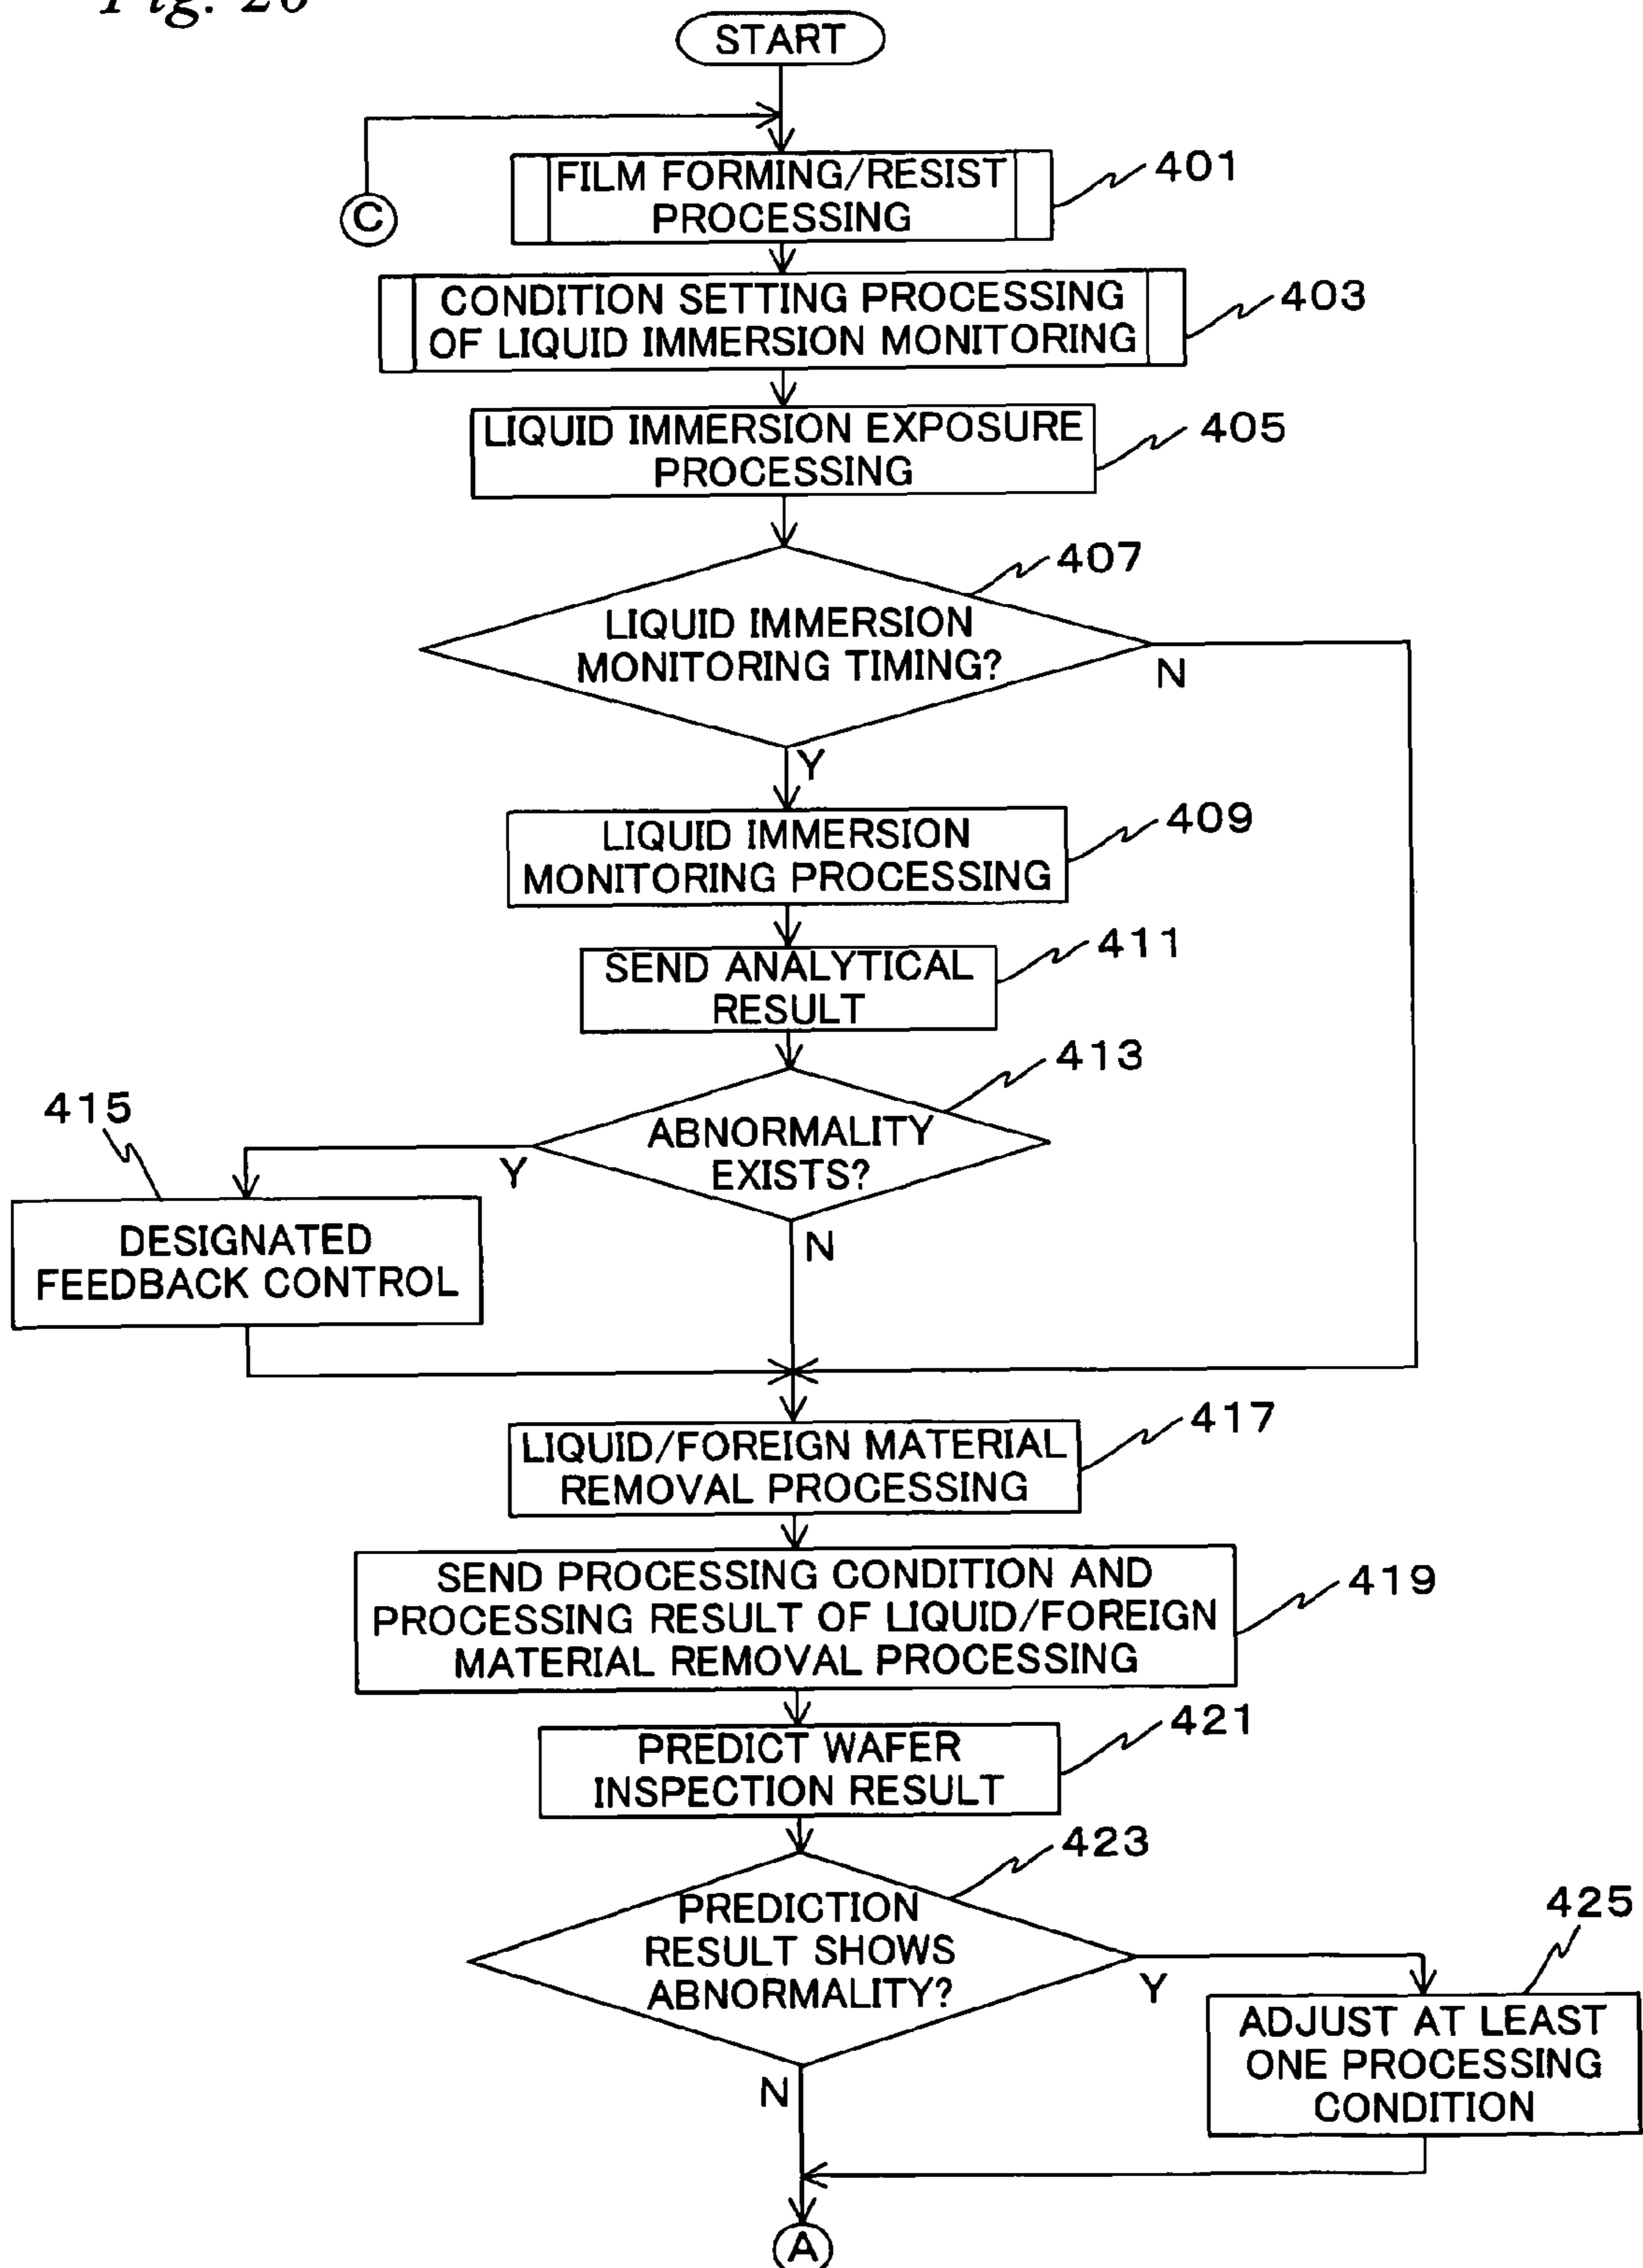 Fig. 20
START
C
FILM FORMING/RESIST
PROCESSING
401
CONDITION SETTING PROCESSING
OF LIQUID IMMERSION MONITORING
403
LIQUID IMMERSION EXPOSURE
PROCESSING
405
407
LIQUID IMMERSION
MONITORING TIMING?
N
Y
LIQUID IMMERSION
MONITORING PROCESSING
409
SEND ANALYTICAL
RESULT
411
413
ABNORMALITY
EXISTS?
Y
N
415
DESIGNATED
FEEDBACK CONTROL
LIQUID/FOREIGN MATERIAL
REMOVAL PROCESSING
417
SEND PROCESSING CONDITION AND
PROCESSING RESULT OF LIQUID/FOREIGN
MATERIAL REMOVAL PROCESSING
419
PREDICT WAFER
INSPECTION RESULT
421
423
PREDICTION
RESULT SHOWS
ABNORMALITY?
Y
N
425
ADJUST AT LEAST
ONE PROCESSING
CONDITION
A